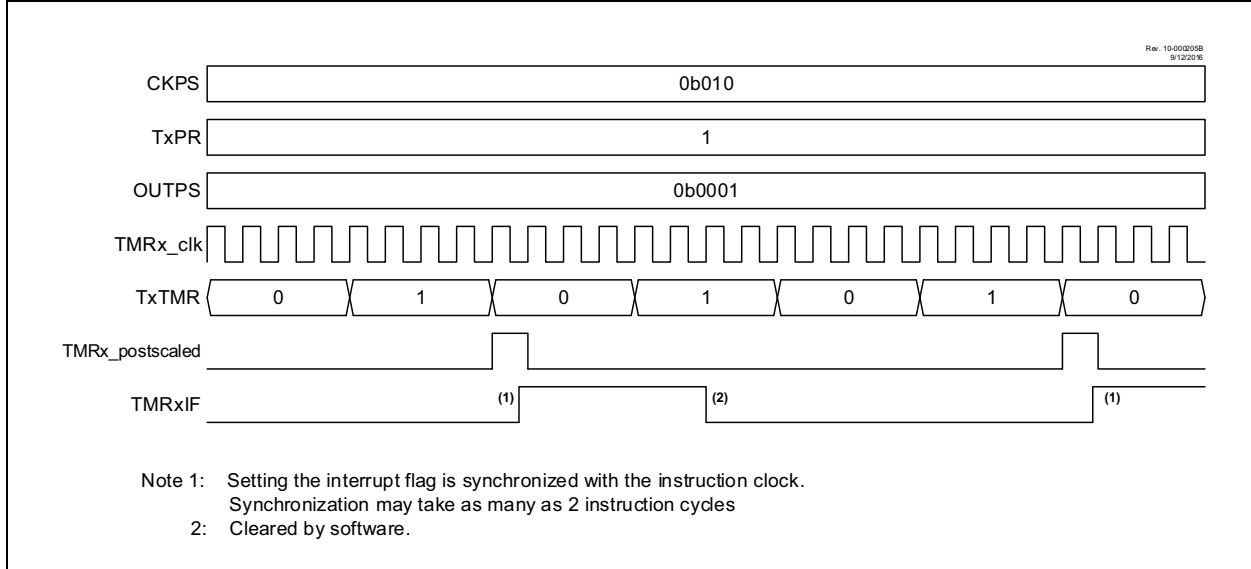 Rev. 10-000205B
9/12/2016
CKPS 0b010
TxPR 1
OUTPS 0b0001
TMRx_clk
TxTMR 0 1 0 1 0 1 0
TMRx_postscaled
TMRxIF (1) (2) (1)
Note 1: Setting the interrupt flag is synchronized with the instruction clock.
Synchronization may take as many as 2 instruction cycles
2: Cleared by software.